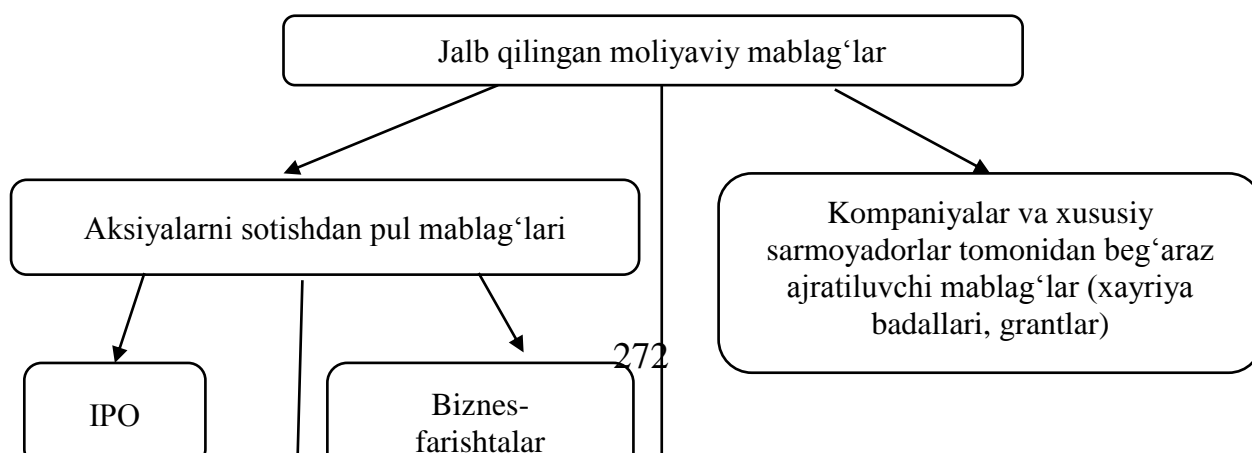 Jalb qilingan moliyaviy mablag‘lar
Aksiyalarni sotishdan pul mablag‘lari
Kompaniyalar va xususiy
sarmoyadorlar tomonidan beg‘araz
ajratiluvchi mablag‘lar (xayriya
badallari, grantlar)
272
IPO
Biznes-
farishtalar